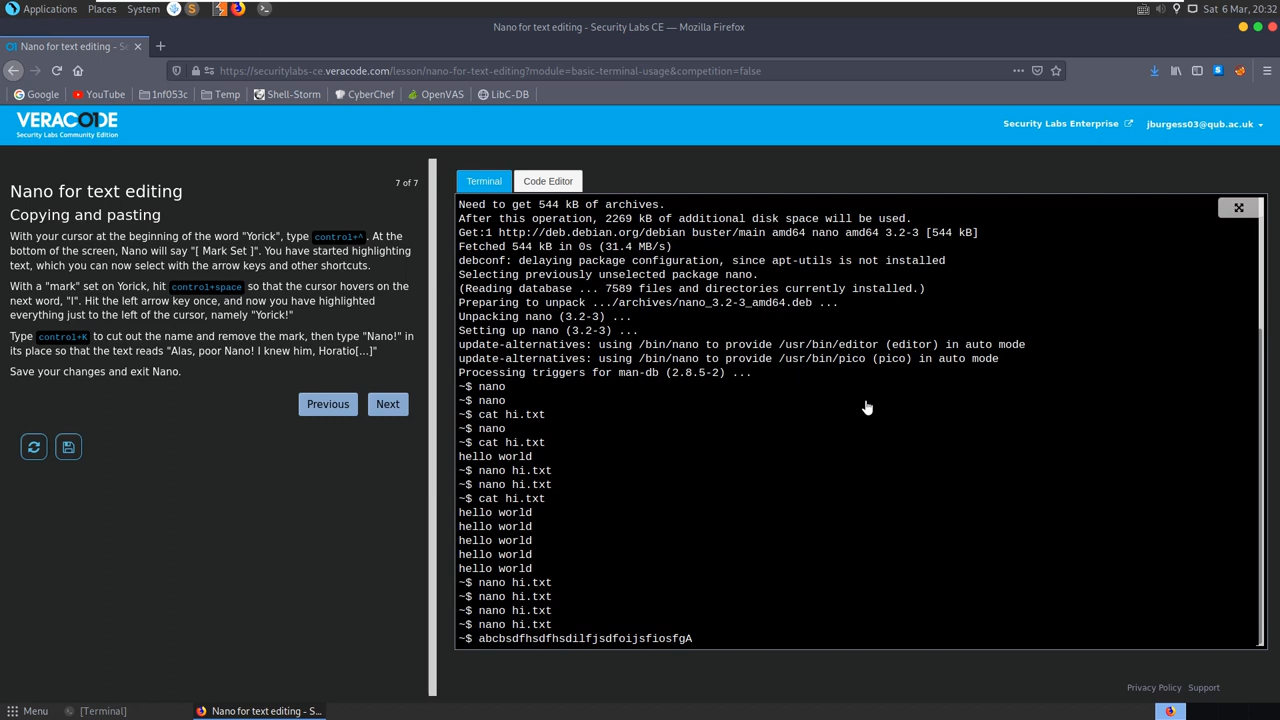 Applications Places System Sat 6 Mar, 20:32
Nano for text editing - Security Labs CE — Mozilla Firefox
Nano for text editing - S
https://securitylabs-ce.veracode.com/lesson/nano-for-text-editing?module=basic-terminal-usage&competition=false
Google YouTube 1nf053c Temp Shell-Storm CyberChef OpenVAS LibC-DB
VERACODE
Security Labs Community Edition
Security Labs Enterprise jburgess03@qub.ac.uk
Nano for text editing
7 of 7
Copying and pasting
With your cursor at the beginning of the word "Yorick", type control+^. At the
bottom of the screen, Nano will say "[ Mark Set ]". You have started highlighting
text, which you can now select with the arrow keys and other shortcuts.
With a "mark" set on Yorick, hit control+space so that the cursor hovers on the
next word, "I". Hit the left arrow key once, and now you have highlighted
everything just to the left of the cursor, namely "Yorick!"
Type control+K to cut out the name and remove the mark, then type "Nano!" in
its place so that the text reads "Alas, poor Nano! I knew him, Horatio[...]"
Save your changes and exit Nano.
Previous Next
Terminal Code Editor
Need to get 544 kB of archives.
After this operation, 2269 kB of additional disk space will be used.
Get:1 http://deb.debian.org/debian buster/main amd64 nano amd64 3.2-3 [544 kB]
Fetched 544 kB in 0s (31.4 MB/s)
debconf: delaying package configuration, since apt-utils is not installed
Selecting previously unselected package nano.
(Reading database ... 7589 files and directories currently installed.)
Preparing to unpack .../archives/nano_3.2-3_amd64.deb ...
Unpacking nano (3.2-3) ...
Setting up nano (3.2-3) ...
update-alternatives: using /bin/nano to provide /usr/bin/editor (editor) in auto mode
update-alternatives: using /bin/nano to provide /usr/bin/pico (pico) in auto mode
Processing triggers for man-db (2.8.5-2) ...
~$ nano
~$ nano
~$ cat hi.txt
~$ nano
~$ cat hi.txt
hello world
~$ nano hi.txt
~$ nano hi.txt
~$ cat hi.txt
hello world
hello world
hello world
hello world
hello world
~$ nano hi.txt
~$ nano hi.txt
~$ nano hi.txt
~$ nano hi.txt
~$ abcbsdfhsdfhsdilfjsdfoijsfiosfgA
Privacy Policy Support
Menu [Terminal] Nano for text editing - S...